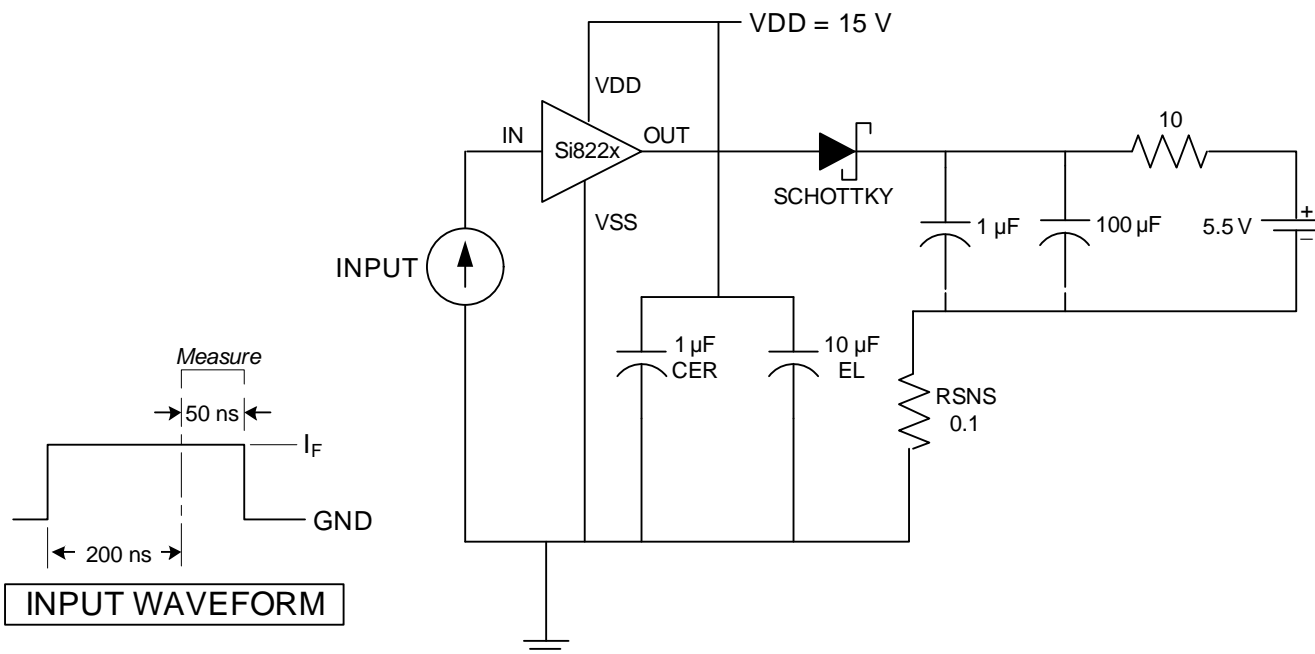 VDD = 15 V
VDD
10
IN
OUT
Si822x
SCHOTTKY
VSS
1 µF
100 µF
5.5 V
+
–
INPUT
1 µF
CER
10 µF
EL
Measure
50 ns
RSNS
0.1
IF
GND
200 ns
INPUT WAVEFORM